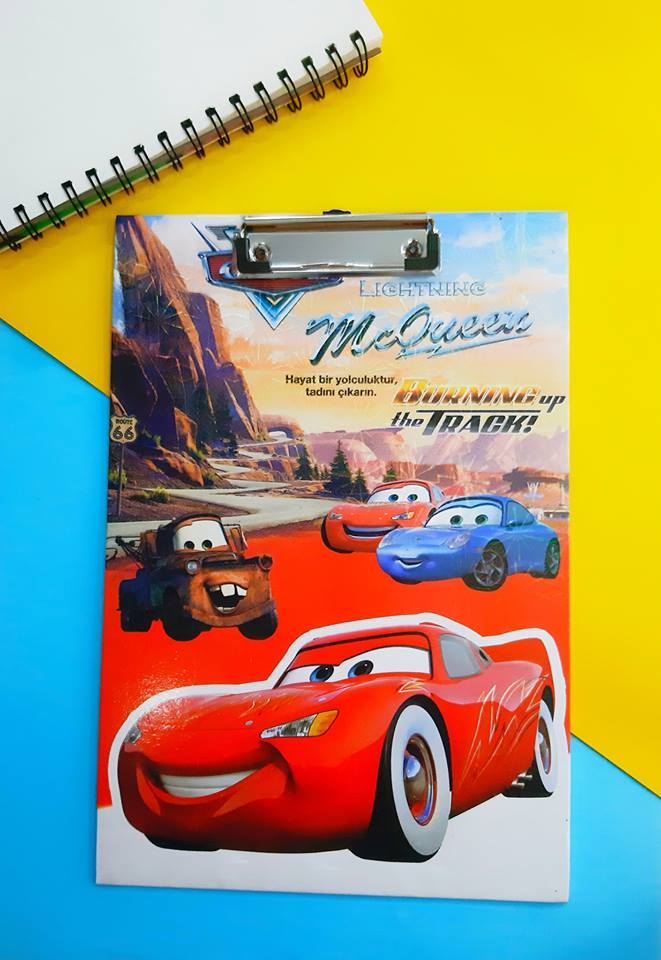 LIGHTNING
McQueen
Hayat bir yolculuktur,
tadını çıkarın.
BURNING up
the TRACK!
ROUTE
66